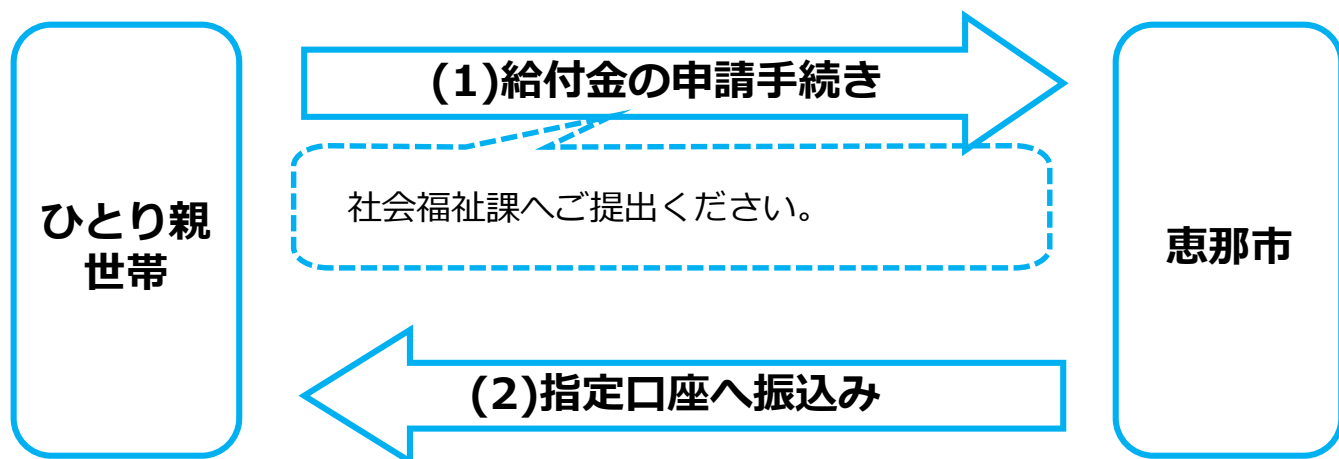 (1)給付金の申請手続き
社会福祉課へご提出ください。
ひとり親
世帯
恵那市
(2)指定口座へ振込み